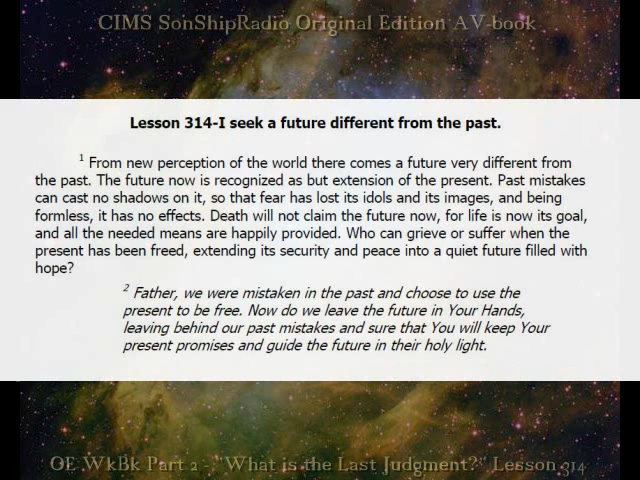 CIMS SonShipRadio Original Edition AV-book
Lesson 314-I seek a future different from the past.
1 From new perception of the world there comes a future very different from
the past. The future now is recognized as but extension of the present. Past mistakes
can cast no shadows on it, so that fear has lost its idols and its images, and being
formless, it has no effects. Death will not claim the future now, for life is now its goal,
and all the needed means are happily provided. Who can grieve or suffer when the
present has been freed, extending its security and peace into a quiet future filled with
hope?
2 Father, we were mistaken in the past and choose to use the
present to be free. Now do we leave the future in Your Hands,
leaving behind our past mistakes and sure that You will keep Your
present promises and guide the future in their holy light.
OE WkBk Part 2 - "What is the Last Judgment?" Lesson 314